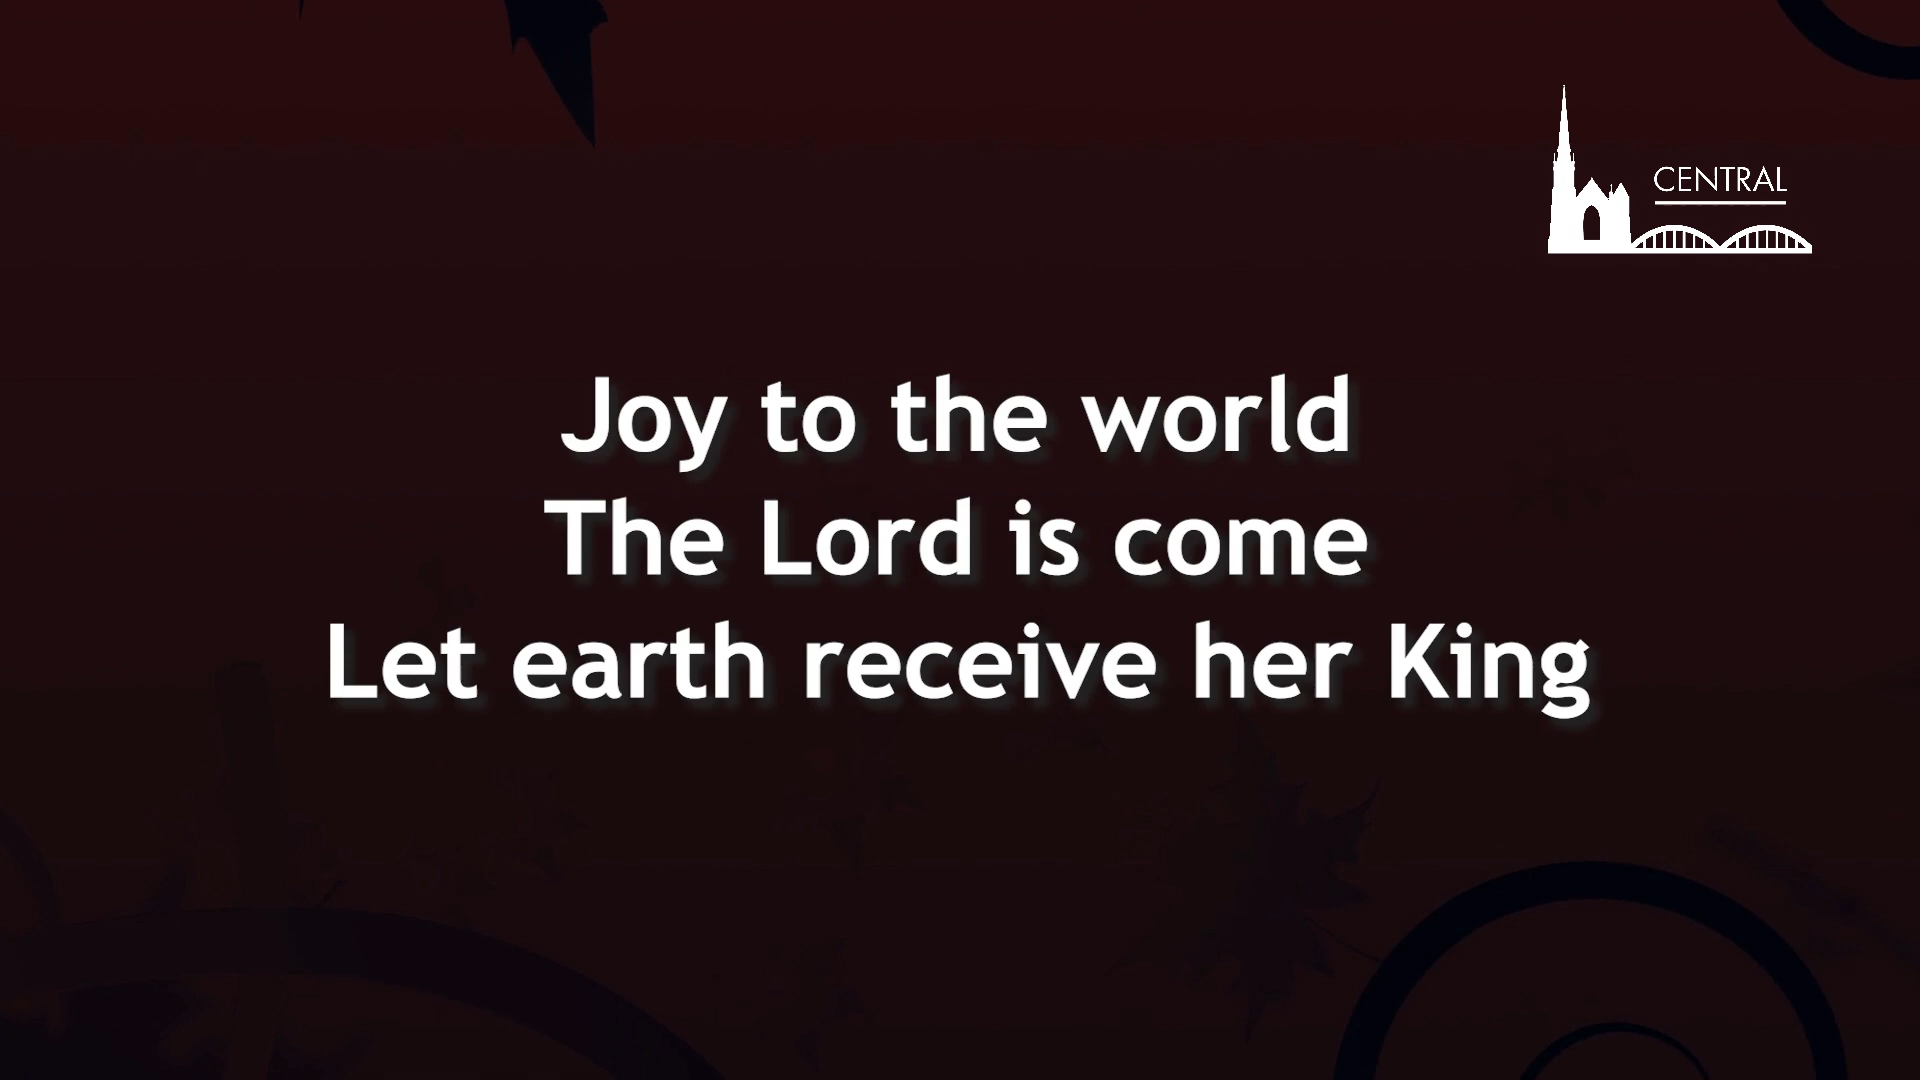 CENTRAL
Joy to the world
The Lord is come
Let earth receive her King